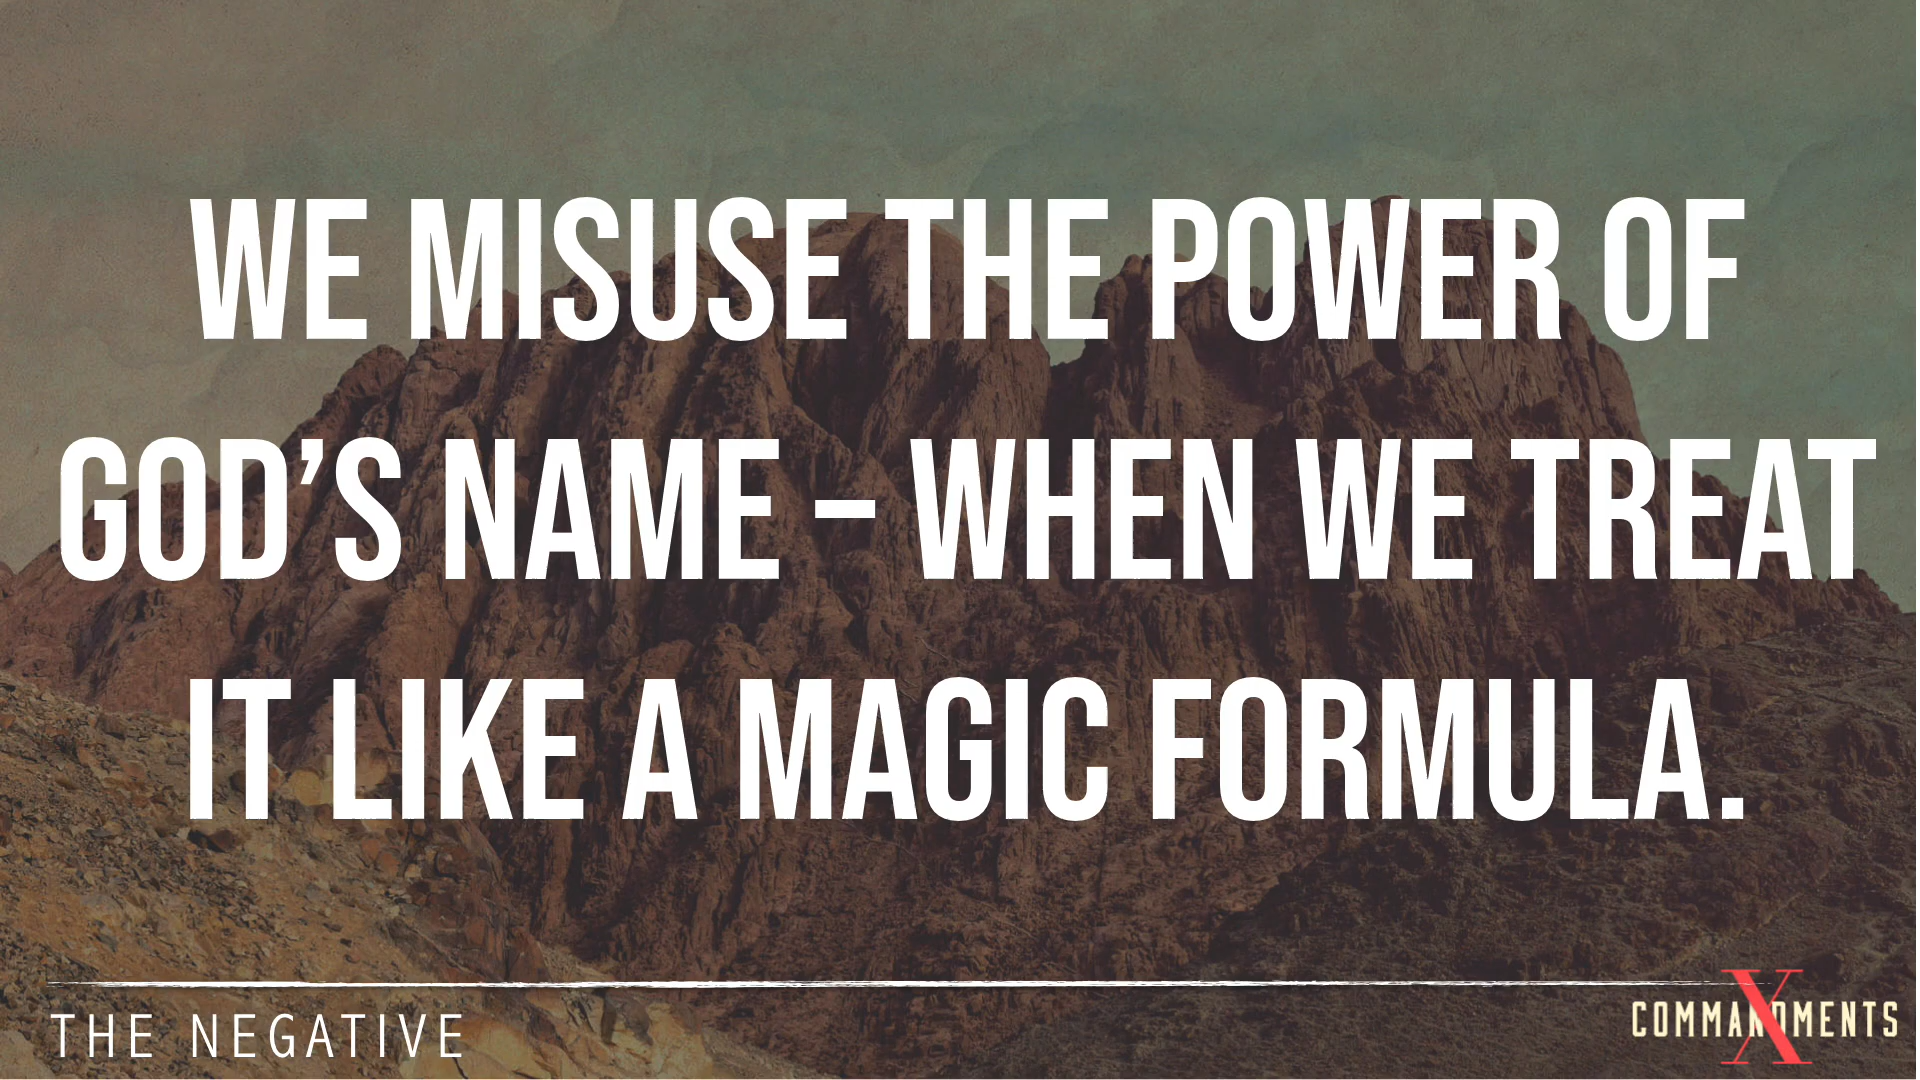 WE MISUSE THE POWER OF
GOD’S NAME – WHEN WE TREAT
IT LIKE A MAGIC FORMULA.
THE NEGATIVE
X
COMMANDMENTS